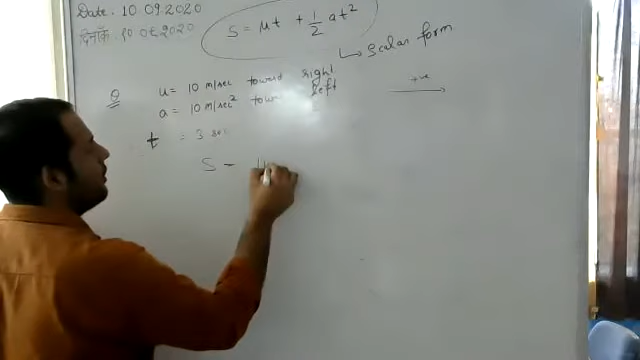 Date: 10 09 2020
दिनाँक: 10 09 2020
S = ut + 1/2 at²
↳ Scalar form
Q u = 10 m/sec toward right
a = 10 m/sec² left
+ve
t = 3 sec
S = u